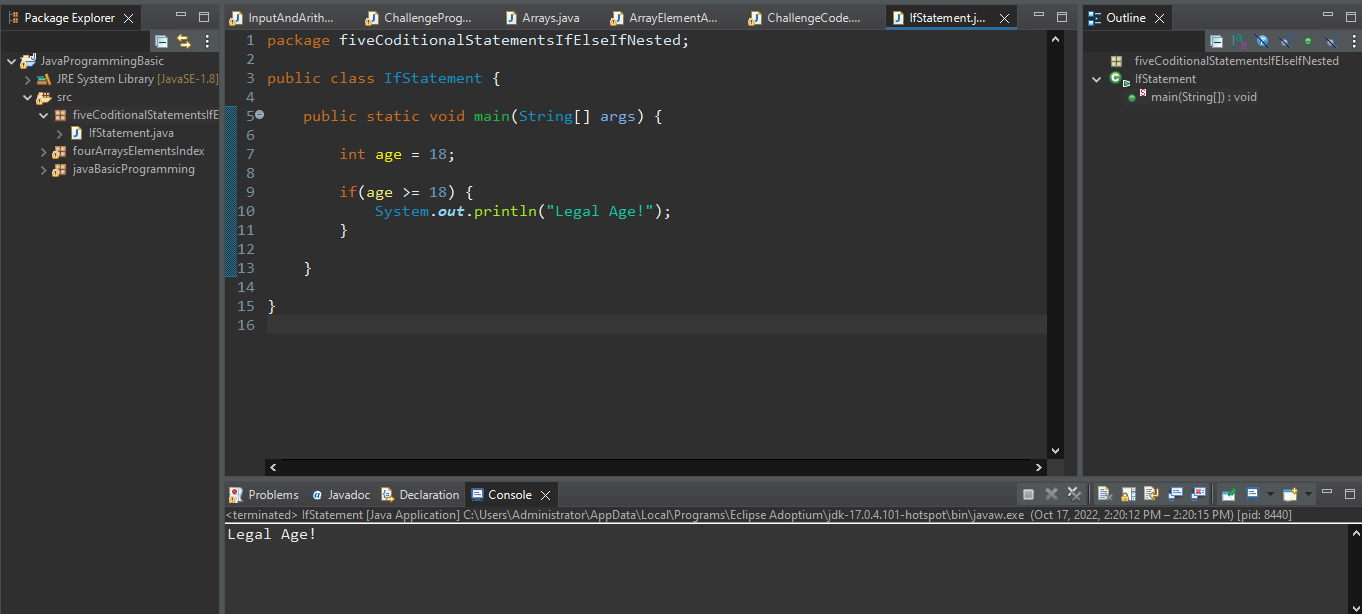 Package Explorer
JavaProgrammingBasic
JRE System Library [JavaSE-1.8]
src
fiveCoditionalStatementsIfE
IfStatement.java
fourArraysElementsIndex
javaBasicProgramming
InputAndArith... ChallengeProg... Arrays.java ArrayElementA... ChallengeCode.... IfStatement.j...
1 package fiveCoditionalStatementsIfElseIfNested;
2
3 public class IfStatement {
4
5 public static void main(String[] args) {
6
7 int age = 18;
8
9 if(age >= 18) {
10 System.out.println("Legal Age!");
11 }
12
13 }
14
15 }
16
Outline
fiveCoditionalStatementsIfElseIfNested
IfStatement
main(String[]) : void
Problems Javadoc Declaration Console
<terminated> IfStatement [Java Application] C:\Users\Administrator\AppData\Local\Programs\Eclipse Adoptium\jdk-17.0.4.101-hotspot\bin\javaw.exe (Oct 17, 2022, 2:20:12 PM – 2:20:15 PM) [pid: 8440]
Legal Age!